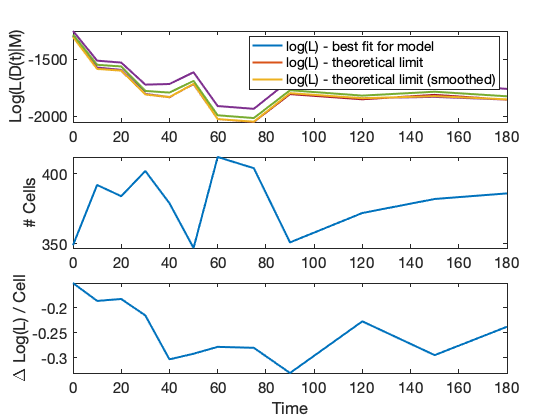 Log(L(D(t)|M)
-1500
-2000
log(L) - best fit for model
log(L) - theoretical limit
log(L) - theoretical limit (smoothed)
0 20 40 60 80 100 120 140 160 180
# Cells
400
350
0 20 40 60 80 100 120 140 160 180
Δ Log(L) / Cell
-0.2
-0.25
-0.3
0 20 40 60 80 100 120 140 160 180
Time